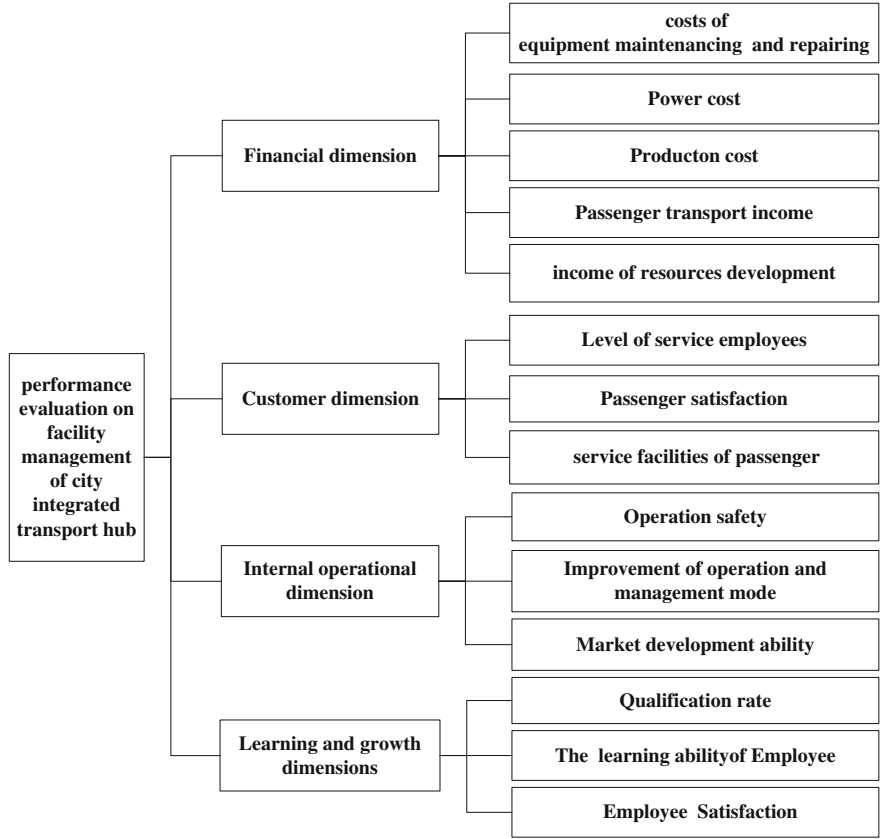 performance
evaluation on
facility
management
of city
integrated
transport hub
Financial dimension
costs of
equipment maintenancing and repairing
Power cost
Producton cost
Passenger transport income
income of resources development
Customer dimension
Level of service employees
Passenger satisfaction
service facilities of passenger
Internal operational
dimension
Operation safety
Improvement of operation and
management mode
Market development ability
Learning and growth
dimensions
Qualification rate
The learning abilityof Employee
Employee Satisfaction